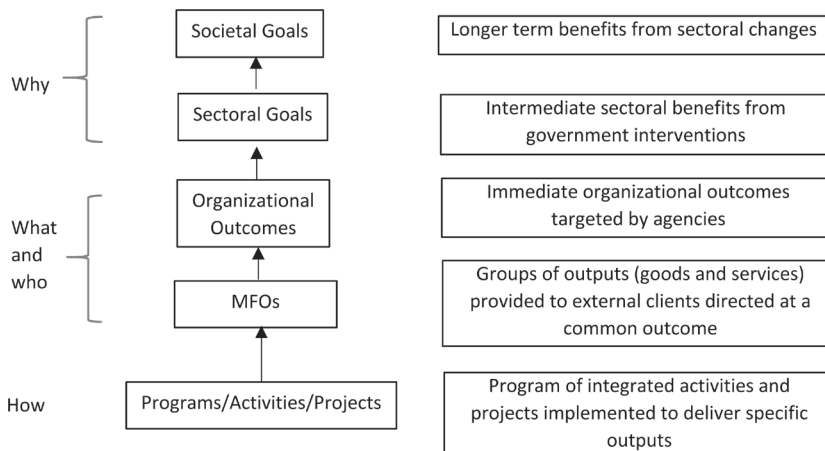 Societal Goals
Longer term benefits from sectoral changes
Why
Sectoral Goals
Intermediate sectoral benefits from
government interventions
Organizational
Outcomes
Immediate organizational outcomes
targeted by agencies
What
and
who
MFOs
Groups of outputs (goods and services)
provided to external clients directed at a
common outcome
How
Programs/Activities/Projects
Program of integrated activities and
projects implemented to deliver specific
outputs